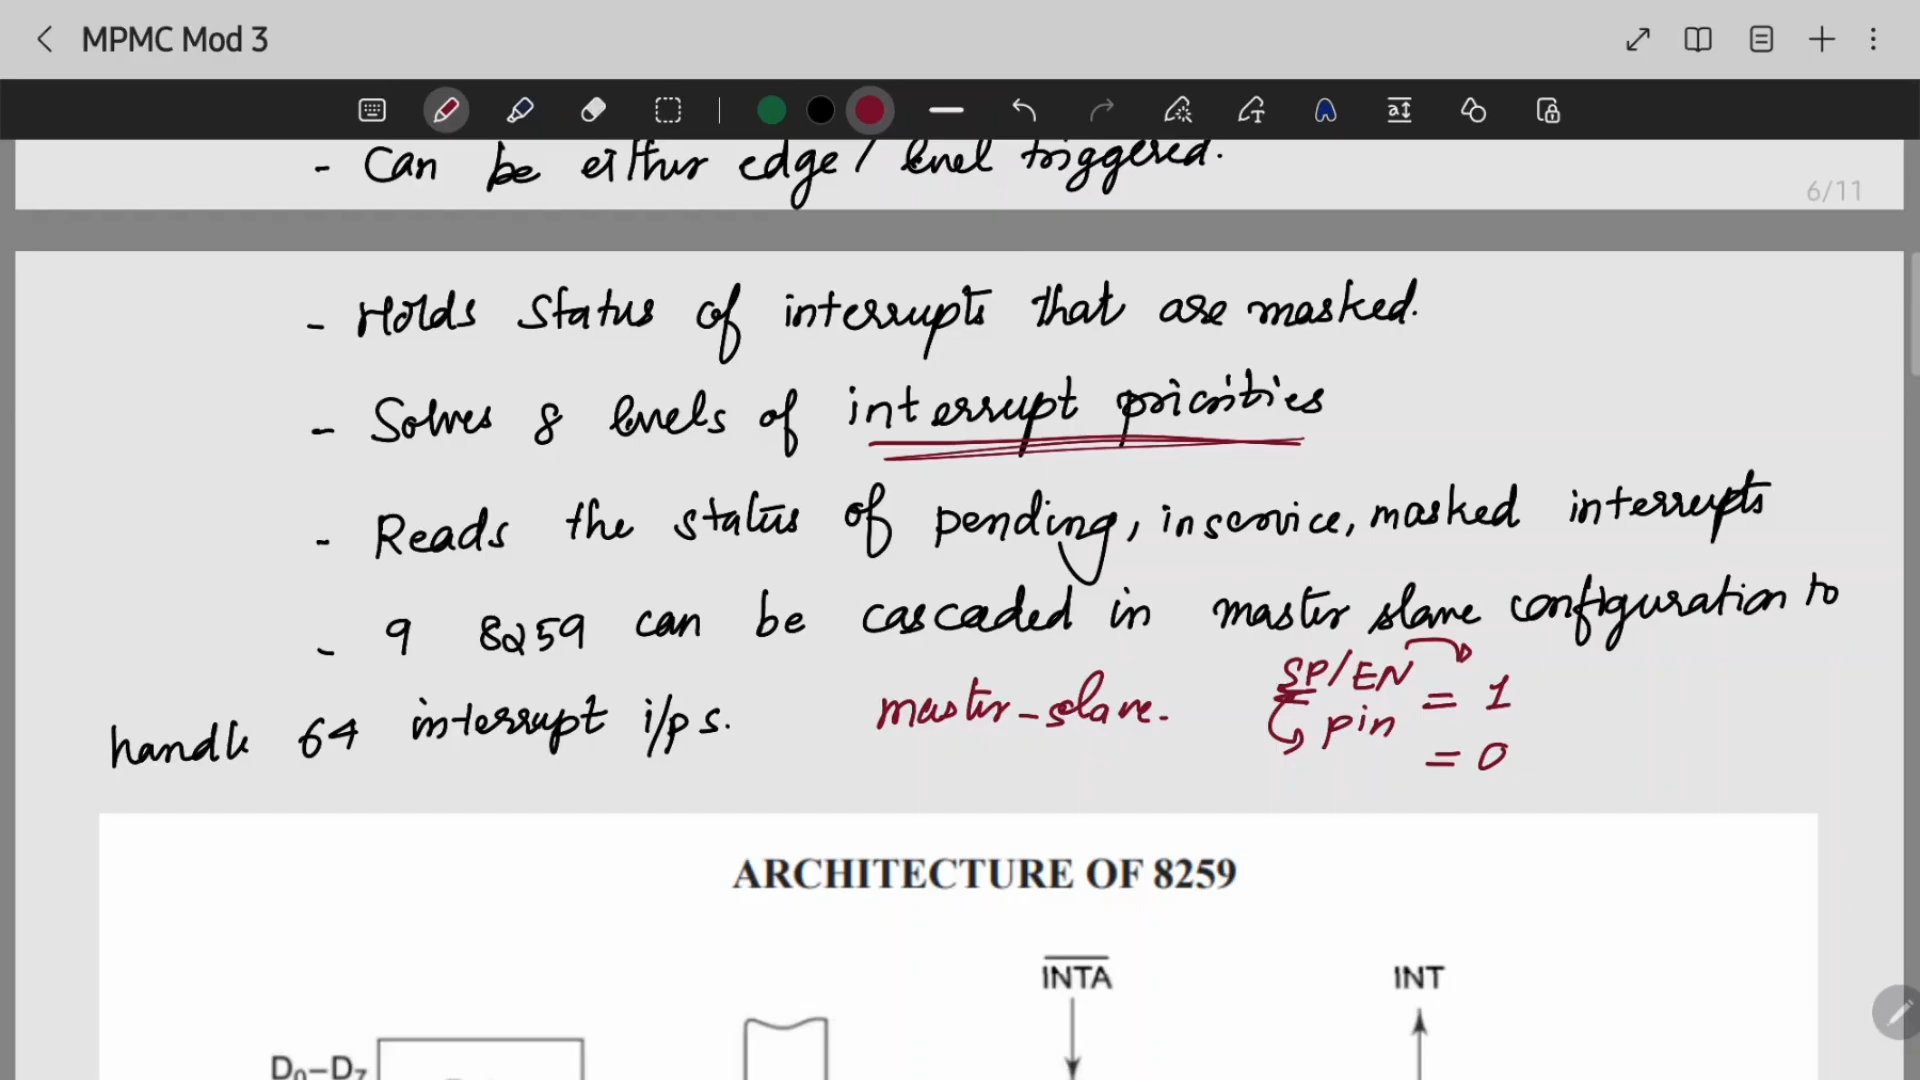 MPMC Mod 3
- Can be either edge / level triggered.
6/11
- Holds status of interrupts that are masked.
- Solves 8 levels of interrupt priorities
- Reads the status of pending, inservice, masked interrupts
- 9 8259 can be cascaded in master slave configuration to
SP/EN = 1
handle 64 interrupt i/ps. master-slave. pin
= 0
ARCHITECTURE OF 8259
INTA INT
D0–D7